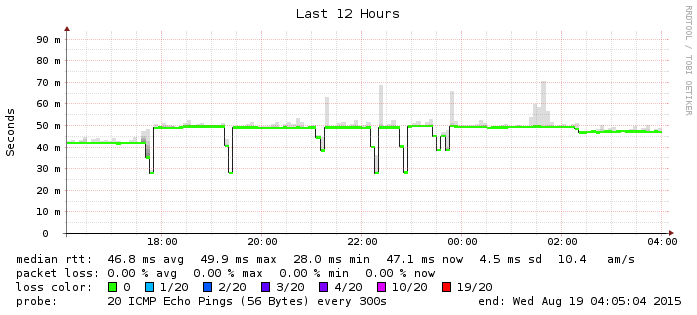 Last 12 Hours
RRDTOOL / TOBI OETIKER
Seconds
90 m
80 m
70 m
60 m
50 m
40 m
30 m
20 m
10 m
0
18:00 20:00 22:00 00:00 02:00 04:00
median rtt: 46.8 ms avg 49.9 ms max 28.0 ms min 47.1 ms now 4.5 ms sd 10.4 am/s
packet loss: 0.00 % avg 0.00 % max 0.00 % min 0.00 % now
loss color: 0 1/20 2/20 3/20 4/20 10/20 19/20
probe: 20 ICMP Echo Pings (56 Bytes) every 300s end: Wed Aug 19 04:05:04 2015